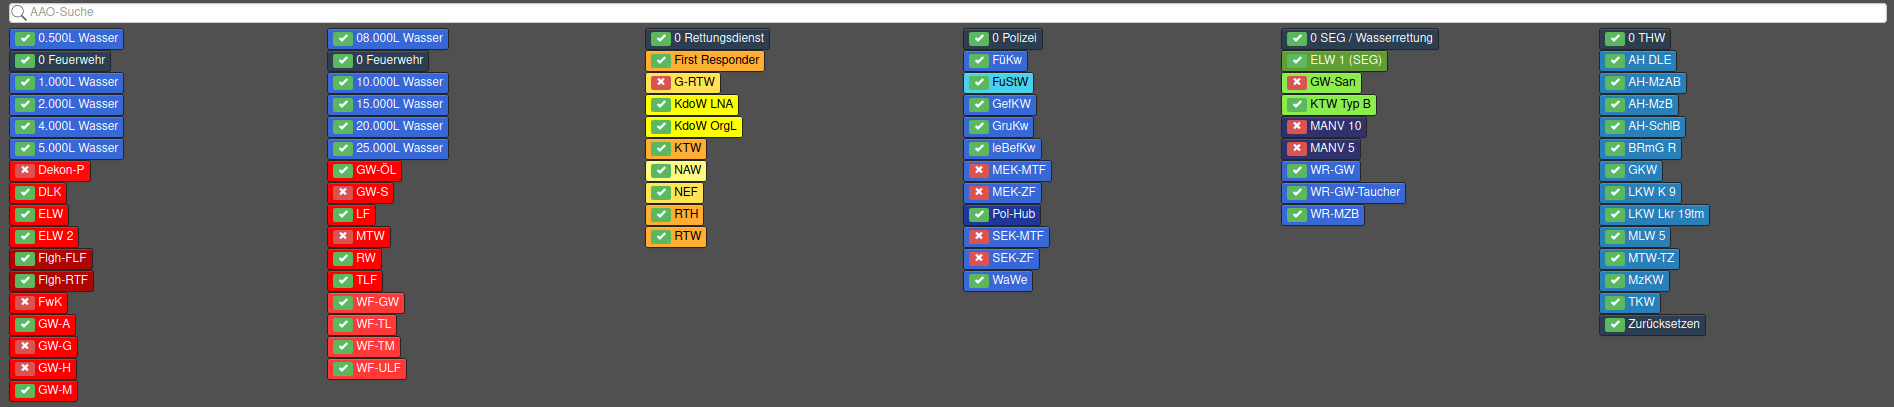 AAO-Suche
0.500L Wasser
0 Feuerwehr
1.000L Wasser
2.000L Wasser
4.000L Wasser
5.000L Wasser
Dekon-P
DLK
ELW
ELW 2
Flgh-FLF
Flgh-RTF
FwK
GW-A
GW-G
GW-H
GW-M
08.000L Wasser
0 Feuerwehr
10.000L Wasser
15.000L Wasser
20.000L Wasser
25.000L Wasser
GW-ÖL
GW-S
LF
MTW
RW
TLF
WF-GW
WF-TL
WF-TM
WF-ULF
0 Rettungsdienst
First Responder
G-RTW
KdoW LNA
KdoW OrgL
KTW
NAW
NEF
RTH
RTW
0 Polizei
FüKw
FuStW
GefKW
GruKw
leBefKw
MEK-MTF
MEK-ZF
Pol-Hub
SEK-MTF
SEK-ZF
WaWe
0 SEG / Wasserrettung
ELW 1 (SEG)
GW-San
KTW Typ B
MANV 10
MANV 5
WR-GW
WR-GW-Taucher
WR-MZB
0 THW
AH DLE
AH-MzAB
AH-MzB
AH-SchlB
BRmG R
GKW
LKW K 9
LKW Lkr 19tm
MLW 5
MTW-TZ
MzKW
TKW
Zurücksetzen